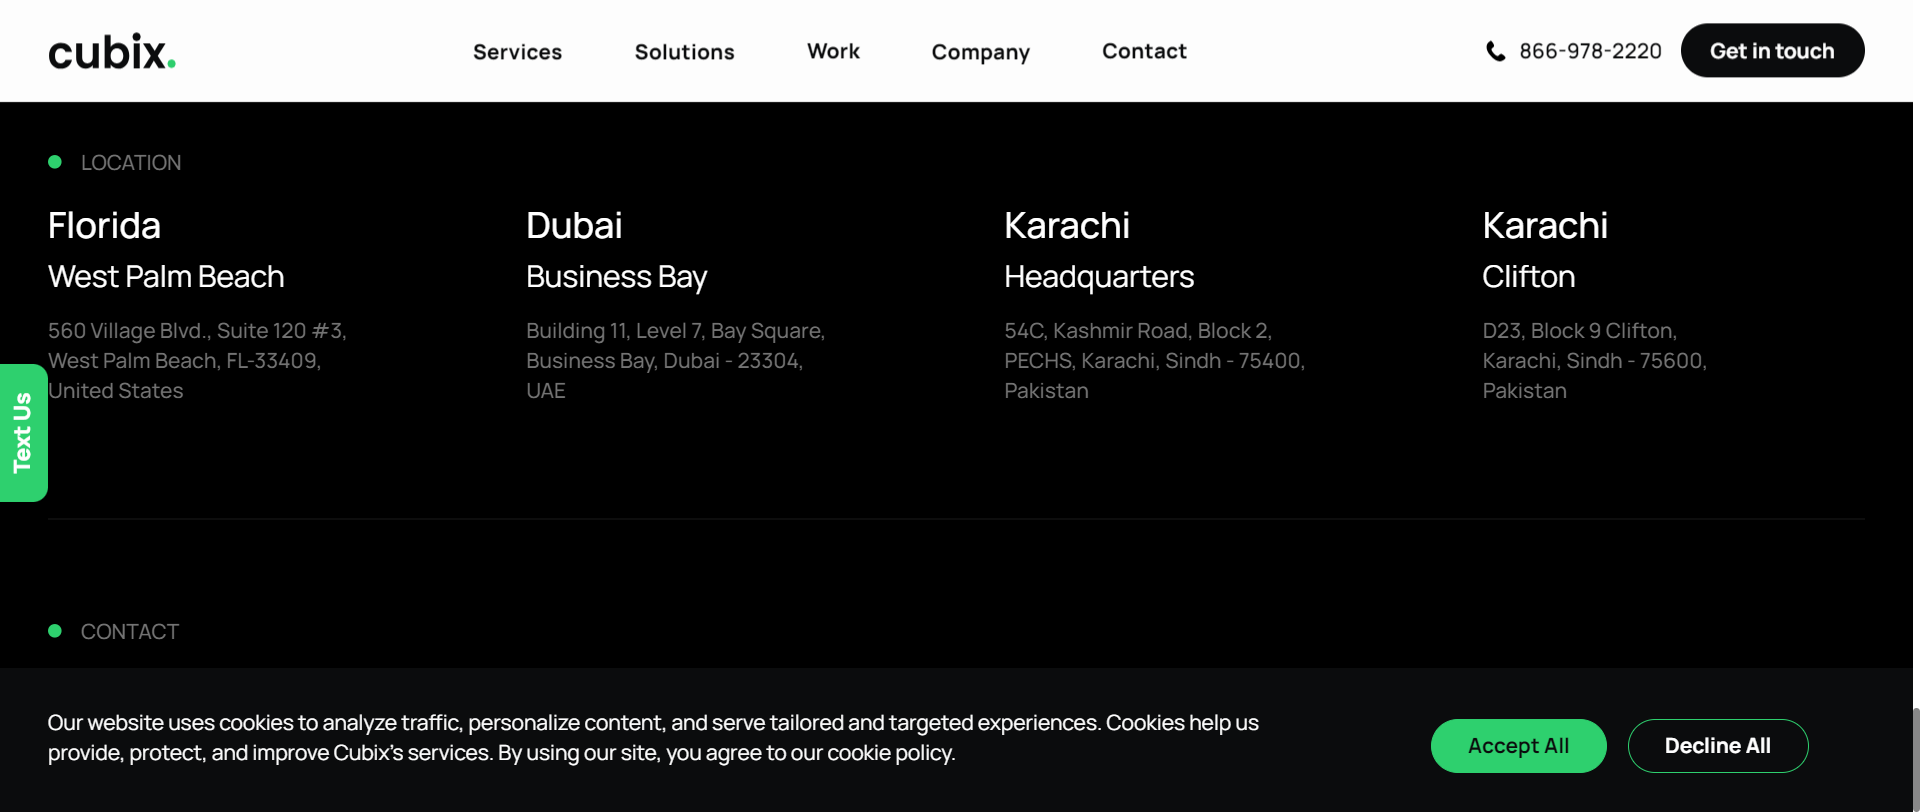 cubix.
Services
Solutions
Work
Company
Contact
866-978-2220
Get in touch
LOCATION
Florida
West Palm Beach
560 Village Blvd., Suite 120 #3,
West Palm Beach, FL-33409,
United States
Dubai
Business Bay
Building 11, Level 7, Bay Square,
Business Bay, Dubai - 23304,
UAE
Karachi
Headquarters
54C, Kashmir Road, Block 2,
PECHS, Karachi, Sindh - 75400,
Pakistan
Karachi
Clifton
D23, Block 9 Clifton,
Karachi, Sindh - 75600,
Pakistan
Text Us
CONTACT
Our website uses cookies to analyze traffic, personalize content, and serve tailored and targeted experiences. Cookies help us
provide, protect, and improve Cubix's services. By using our site, you agree to our cookie policy.
Accept All
Decline All